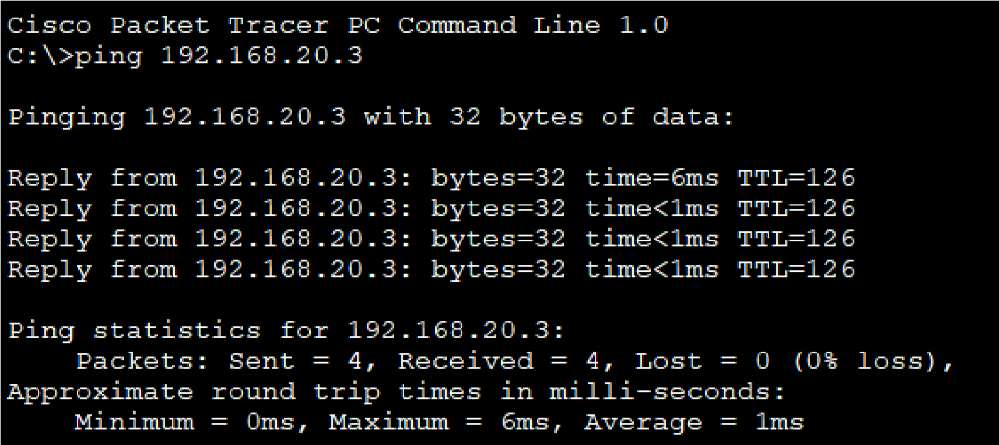 Cisco Packet Tracer PC Command Line 1.0
C:\>ping 192.168.20.3
Pinging 192.168.20.3 with 32 bytes of data:
Reply from 192.168.20.3: bytes=32 time=6ms TTL=126
Reply from 192.168.20.3: bytes=32 time<1ms TTL=126
Reply from 192.168.20.3: bytes=32 time<1ms TTL=126
Reply from 192.168.20.3: bytes=32 time<1ms TTL=126
Ping statistics for 192.168.20.3:
Packets: Sent = 4, Received = 4, Lost = 0 (0% loss),
Approximate round trip times in milli-seconds:
Minimum = 0ms, Maximum = 6ms, Average = 1ms